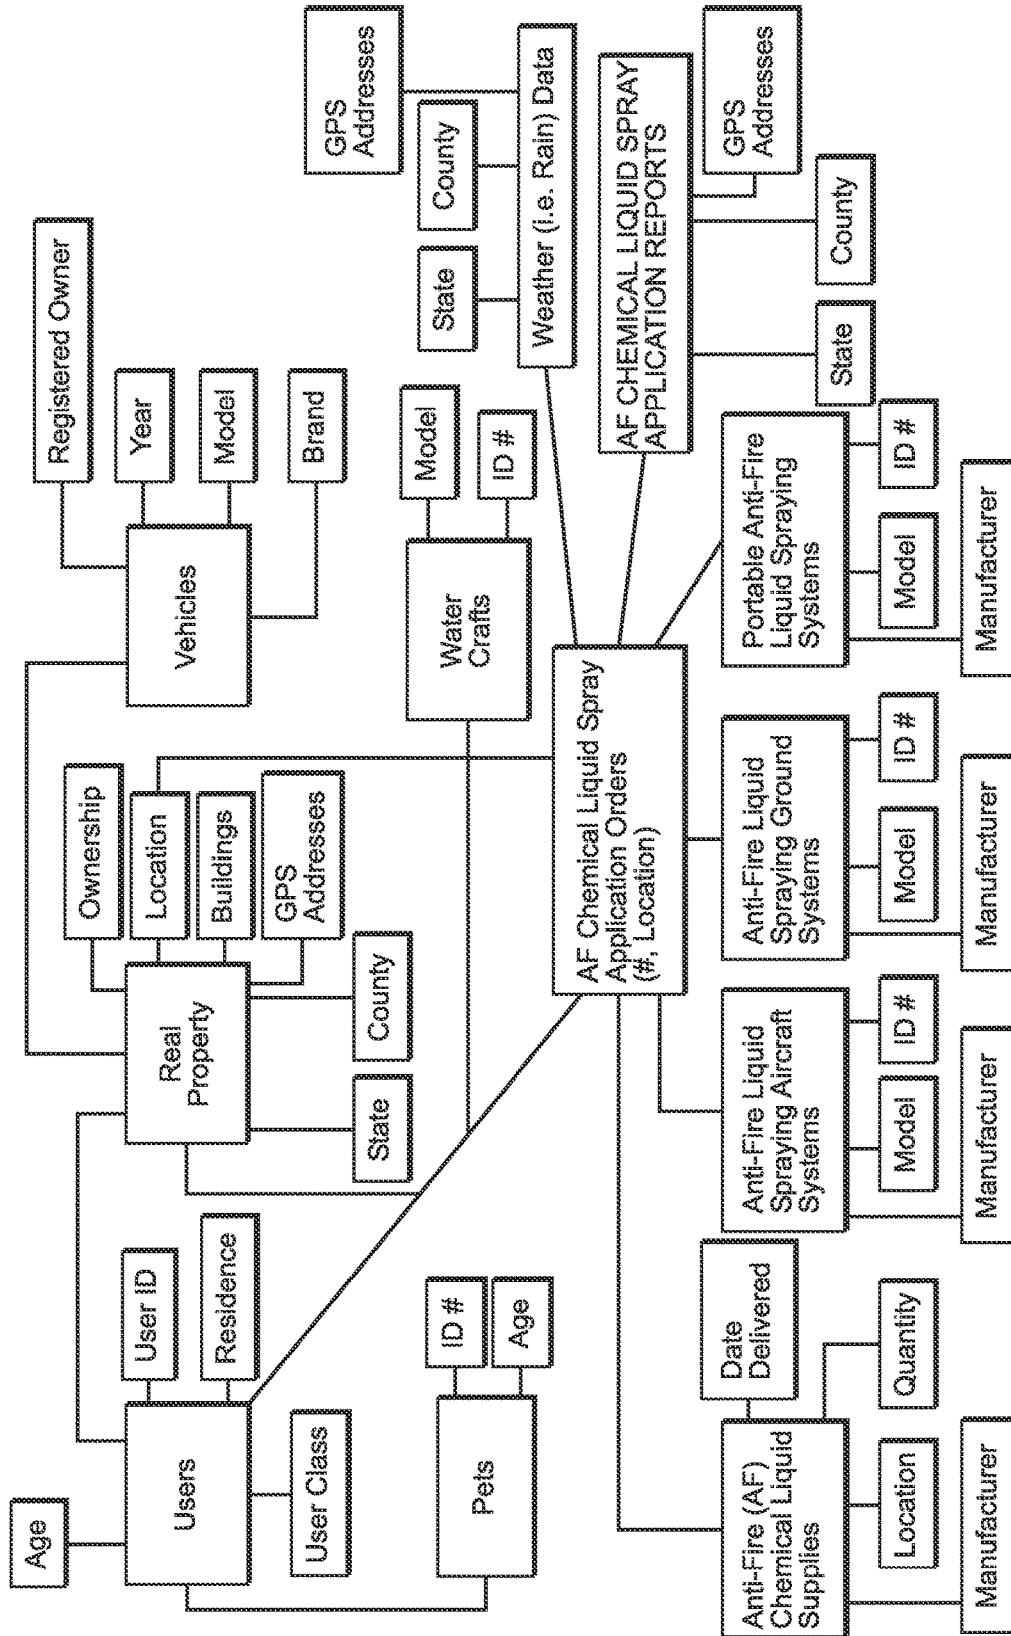 Age
Users
User ID
Residence
User Class
Pets
ID #
Age
Real
Property
Ownership
Location
Buildings
GPS
Addresses
State
County
Vehicles
Registered Owner
Year
Model
Brand
Water
Crafts
Model
ID #
GPS
Addresses
County
State
Weather (i.e. Rain) Data
AF CHEMICAL LIQUID SPRAY
APPLICATION REPORTS
GPS
Addresses
County
State
AF Chemical Liquid Spray
Application Orders
(#, Location)
Anti-Fire (AF)
Chemical Liquid
Supplies
Date
Delivered
Quantity
Location
Manufacturer
Anti-Fire Liquid
Spraying Aircraft
Systems
ID #
Model
Manufacturer
Anti-Fire Liquid
Spraying Ground
Systems
ID #
Model
Manufacturer
Portable Anti-Fire
Liquid Spraying
Systems
ID #
Model
Manufacturer